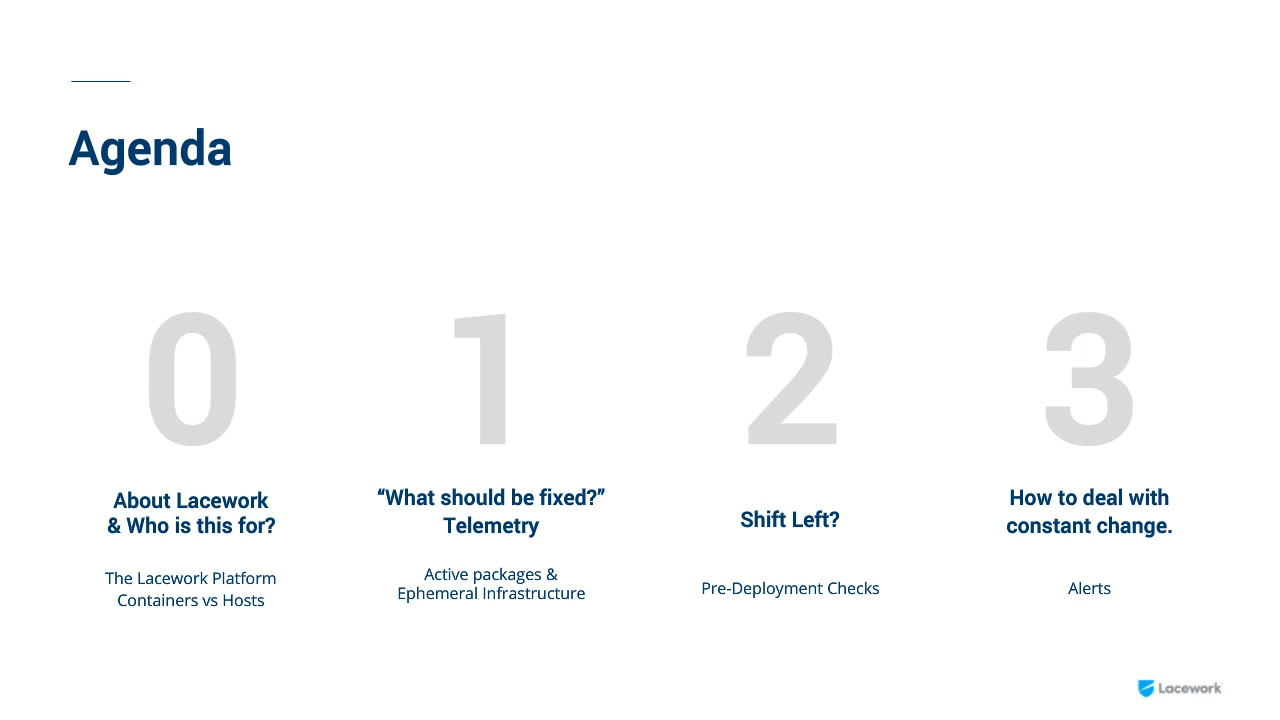 Agenda
0
About Lacework
& Who is this for?
The Lacework Platform
Containers vs Hosts
1
“What should be fixed?”
Telemetry
Active packages &
Ephemeral Infrastructure
2
Shift Left?
Pre-Deployment Checks
3
How to deal with
constant change.
Alerts
Lacework